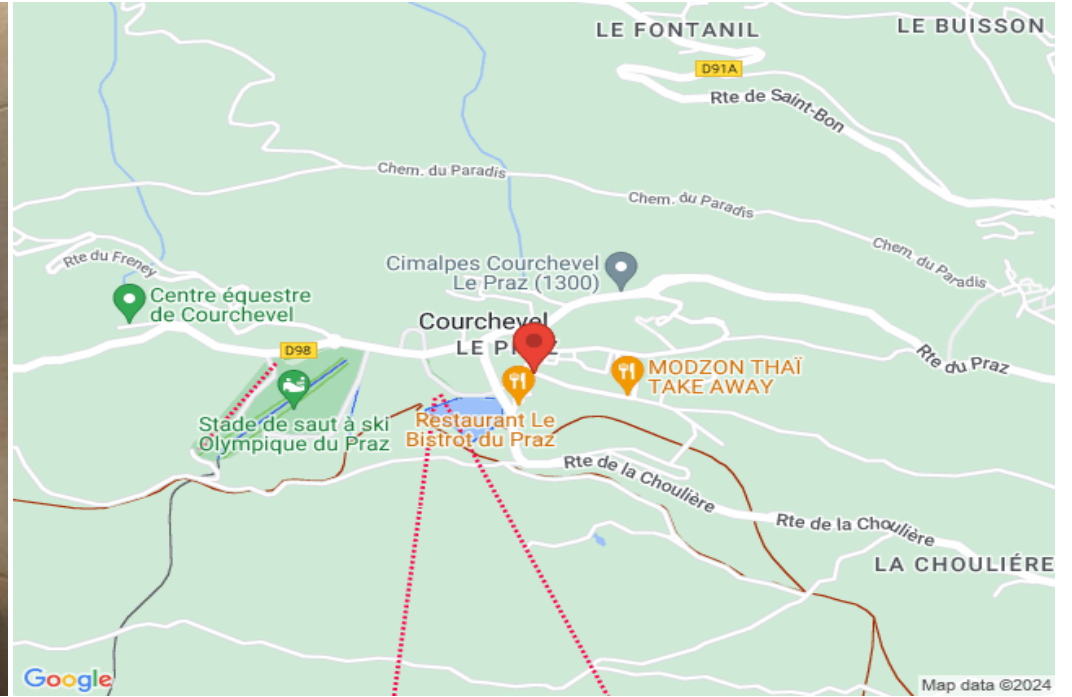 LE FONTANIL
LE BUISSON
D91A
Rte de Saint-Bon
Chem. du Paradis
Chem. du Paradis
Chem. du Paradis
Rte du Freney
Cimalpes Courchevel
Le Praz (1300)
Centre équestre
de Courchevel
Courchevel
LE
D98
Rte du Praz
MODZON THAÏ
TAKE AWAY
Stade de saut à ski
Olympique du Praz
Restaurant Le
Bistrot du Praz
Rte de la Choulière
Rte de la Choulière
LA CHOULIÉRE
Google
Map data ©2024